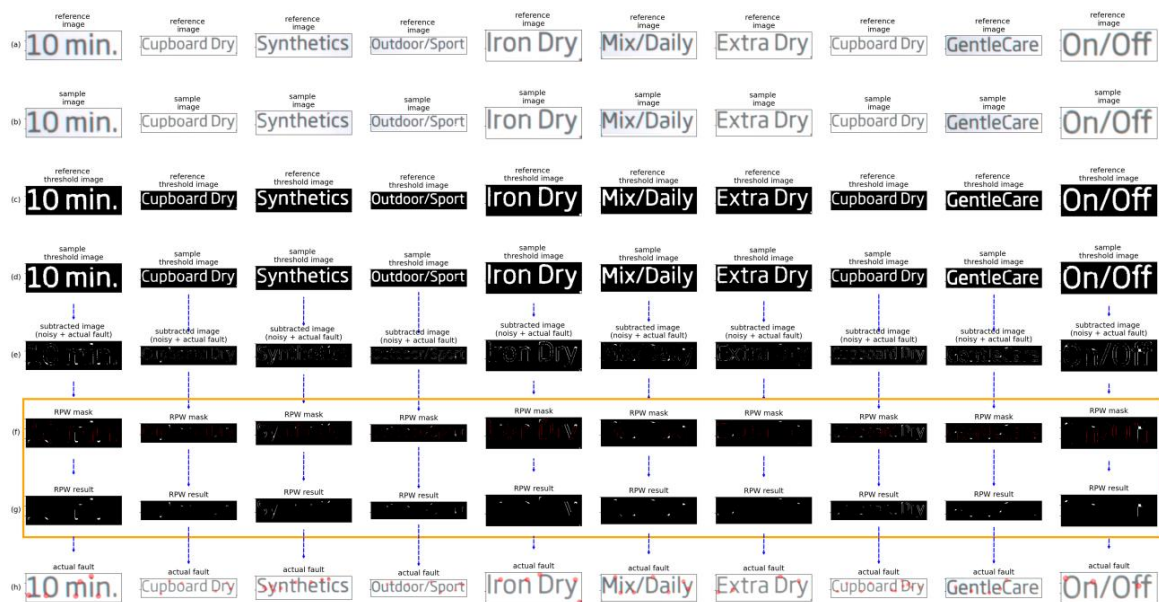 reference image reference image reference image reference image reference image reference image reference image reference image reference image reference image
(a) 10 min. Cupboard Dry Synthetics Outdoor/Sport Iron Dry Mix/Daily Extra Dry Cupboard Dry GentleCare On/Off
sample image sample image sample image sample image sample image sample image sample image sample image sample image sample image
(b) 10 min. Cupboard Dry Synthetics Outdoor/Sport Iron Dry Mix/Daily Extra Dry Cupboard Dry GentleCare On/Off
reference threshold image reference threshold image reference threshold image reference threshold image reference threshold image reference threshold image reference threshold image reference threshold image reference threshold image reference threshold image
(c) 10 min. Cupboard Dry Synthetics Outdoor/Sport Iron Dry Mix/Daily Extra Dry Cupboard Dry GentleCare On/Off
sample threshold image sample threshold image sample threshold image sample threshold image sample threshold image sample threshold image sample threshold image sample threshold image sample threshold image sample threshold image
(d) 10 min. Cupboard Dry Synthetics Outdoor/Sport Iron Dry Mix/Daily Extra Dry Cupboard Dry GentleCare On/Off
subtracted image (noisy + actual fault) subtracted image (noisy + actual fault) subtracted image (noisy + actual fault) subtracted image (noisy + actual fault) subtracted image (noisy + actual fault) subtracted image (noisy + actual fault) subtracted image (noisy + actual fault) subtracted image (noisy + actual fault) subtracted image (noisy + actual fault) subtracted image (noisy + actual fault)
(e) Iron Dry Extra Dry Cupboard Dry On/Off
RPW mask RPW mask RPW mask RPW mask RPW mask RPW mask RPW mask RPW mask RPW mask RPW mask
(f)
RPW result RPW result RPW result RPW result RPW result RPW result RPW result RPW result RPW result RPW result
(g)
actual fault actual fault actual fault actual fault actual fault actual fault actual fault actual fault actual fault actual fault
(h) 10 min. Cupboard Dry Synthetics Outdoor/Sport Iron Dry Mix/Daily Extra Dry Cupboard Dry GentleCare On/Off